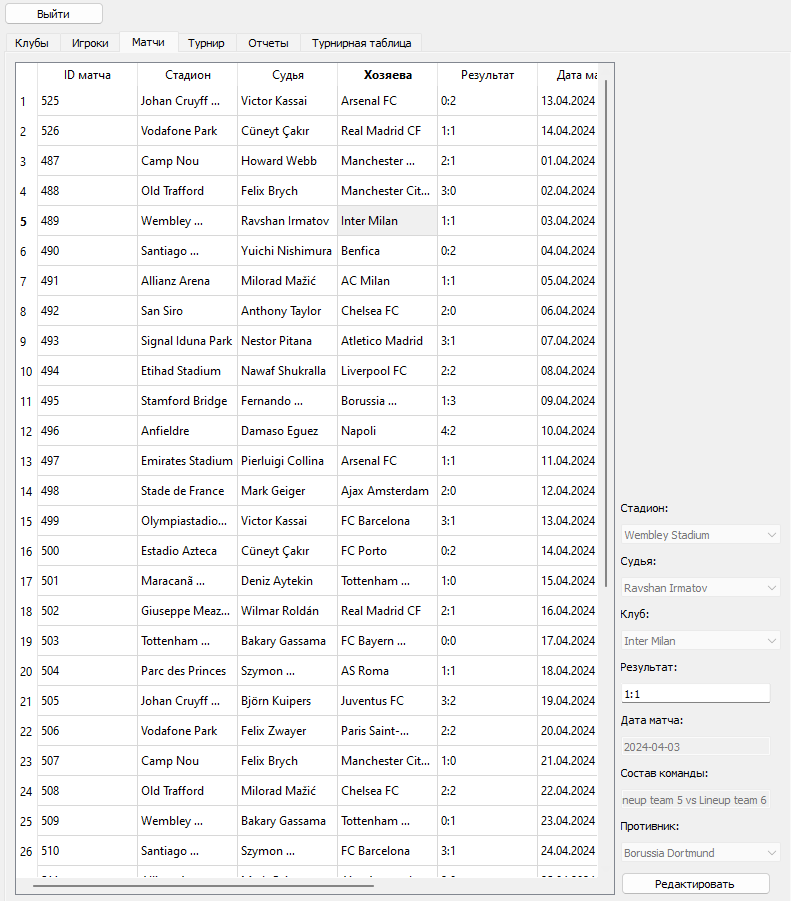 Выйти
Клубы Игроки Матчи Турнир Отчеты Турнирная таблица
ID матча Стадион Судья Хозяева Результат Дата ма
1 525 Johan Cruyff ... Victor Kassai Arsenal FC 0:2 13.04.2024
2 526 Vodafone Park Cüneyt Çakır Real Madrid CF 1:1 14.04.2024
3 487 Camp Nou Howard Webb Manchester ... 2:1 01.04.2024
4 488 Old Trafford Felix Brych Manchester Cit... 3:0 02.04.2024
5 489 Wembley ... Ravshan Irmatov Inter Milan 1:1 03.04.2024
6 490 Santiago ... Yuichi Nishimura Benfica 0:2 04.04.2024
7 491 Allianz Arena Milorad Mažić AC Milan 1:1 05.04.2024
8 492 San Siro Anthony Taylor Chelsea FC 2:0 06.04.2024
9 493 Signal Iduna Park Nestor Pitana Atletico Madrid 3:1 07.04.2024
10 494 Etihad Stadium Nawaf Shukralla Liverpool FC 2:2 08.04.2024
11 495 Stamford Bridge Fernando ... Borussia ... 1:3 09.04.2024
12 496 Anfieldre Damaso Eguez Napoli 4:2 10.04.2024
13 497 Emirates Stadium Pierluigi Collina Arsenal FC 1:1 11.04.2024
14 498 Stade de France Mark Geiger Ajax Amsterdam 2:0 12.04.2024
15 499 Olympiastadio... Victor Kassai FC Barcelona 3:1 13.04.2024
16 500 Estadio Azteca Cüneyt Çakır FC Porto 0:2 14.04.2024
17 501 Maracanã ... Deniz Aytekin Tottenham ... 1:0 15.04.2024
18 502 Giuseppe Meaz... Wilmar Roldán Real Madrid CF 2:1 16.04.2024
19 503 Tottenham ... Bakary Gassama FC Bayern ... 0:0 17.04.2024
20 504 Parc des Princes Szymon ... AS Roma 1:1 18.04.2024
21 505 Johan Cruyff ... Björn Kuipers Juventus FC 3:2 19.04.2024
22 506 Vodafone Park Felix Zwayer Paris Saint-... 2:2 20.04.2024
23 507 Camp Nou Felix Brych Manchester Cit... 1:0 21.04.2024
24 508 Old Trafford Milorad Mažić Chelsea FC 2:2 22.04.2024
25 509 Wembley ... Bakary Gassama Tottenham ... 0:1 23.04.2024
26 510 Santiago ... Szymon ... FC Barcelona 3:1 24.04.2024
Стадион:
Wembley Stadium
Судья:
Ravshan Irmatov
Клуб:
Inter Milan
Результат:
1:1
Дата матча:
2024-04-03
Состав команды:
neup team 5 vs Lineup team 6
Противник:
Borussia Dortmund
Редактировать